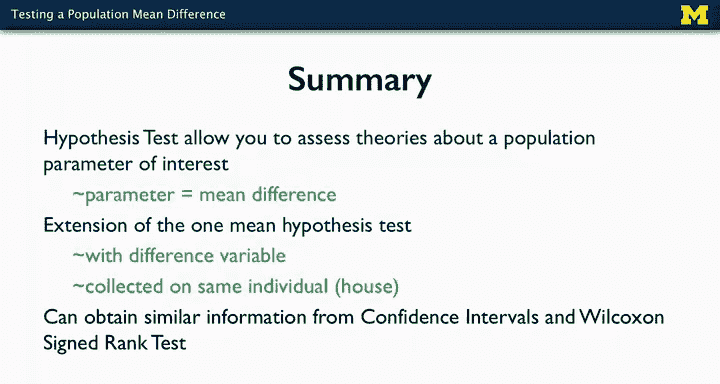 Testing a Population Mean Difference
M
Summary
Hypothesis Test allow you to assess theories about a population
parameter of interest
~parameter = mean difference
Extension of the one mean hypothesis test
~with difference variable
~collected on same individual (house)
Can obtain similar information from Confidence Intervals and Wilcoxon
Signed Rank Test